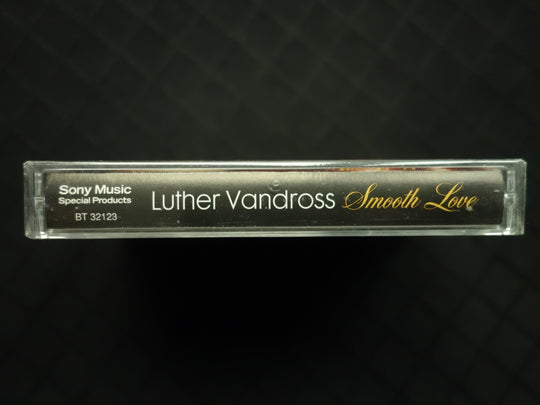 Sony Music
Special Products
BT 32123
Luther Vandross Smooth Love